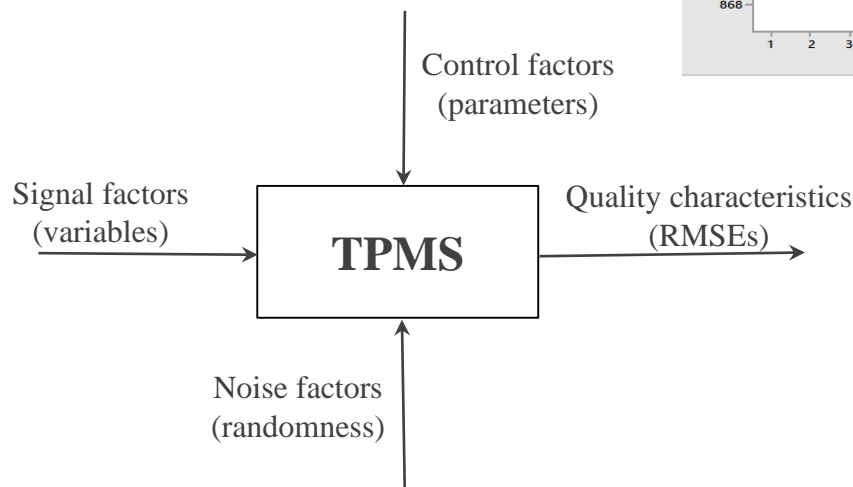 868
1 2 3
Control factors
(parameters)
Signal factors
(variables)
Quality characteristics
(RMSEs)
TPMS
Noise factors
(randomness)